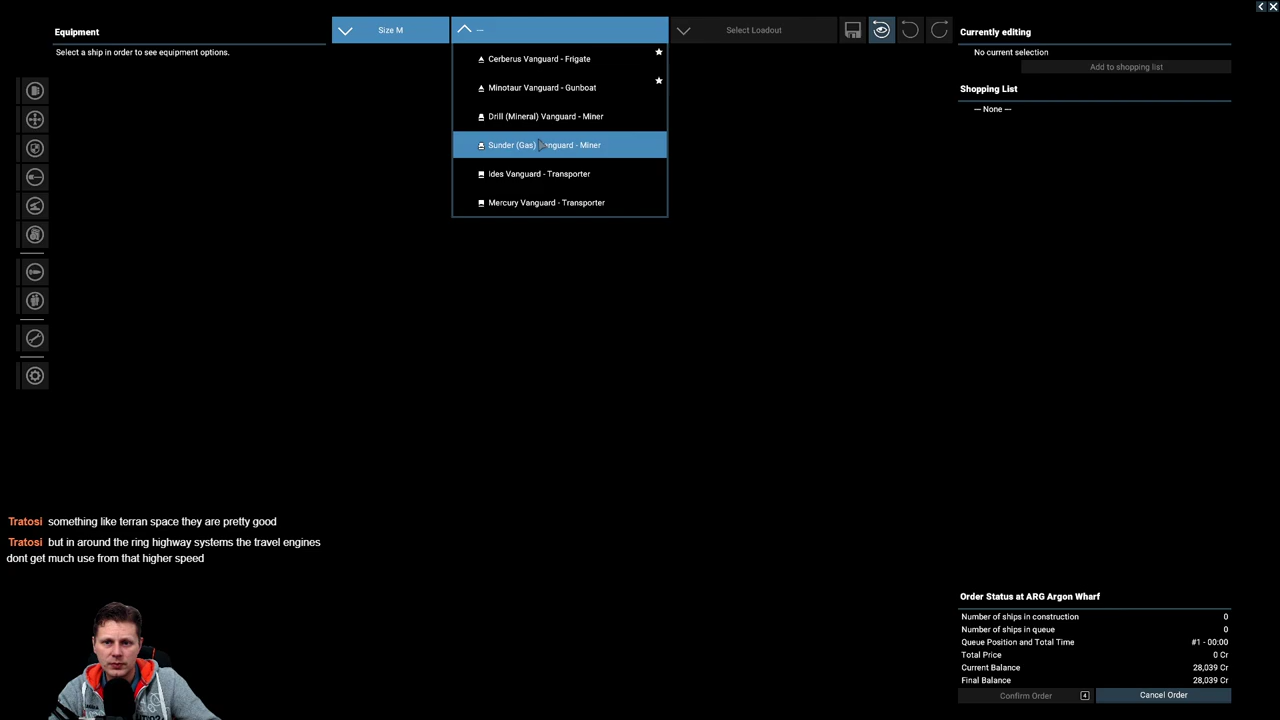 Equipment
Select a ship in order to see equipment options.
Size M
—
Select Loadout
Cerberus Vanguard - Frigate
Minotaur Vanguard - Gunboat
Drill (Mineral) Vanguard - Miner
Sunder (Gas) Vanguard - Miner
Ides Vanguard - Transporter
Mercury Vanguard - Transporter
Currently editing
No current selection
Add to shopping list
Shopping List
— None —
Tratosi something like terran space they are pretty good
Tratosi but in around the ring highway systems the travel engines
dont get much use from that higher speed
Order Status at ARG Argon Wharf
Number of ships in construction 0
Number of ships in queue 0
Queue Position and Total Time #1 - 00:00
Total Price 0 Cr
Current Balance 28,039 Cr
Final Balance 28,039 Cr
Confirm Order 4
Cancel Order